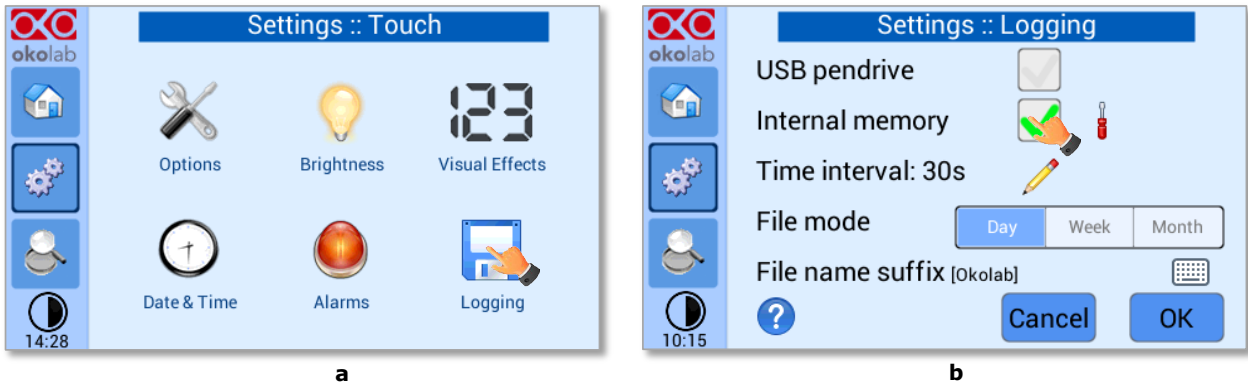 okolab
Settings :: Touch
123
Options Brightness Visual Effects
Date & Time Alarms Logging
14:28
a
okolab
Settings :: Logging
USB pendrive
Internal memory
Time interval: 30s
File mode Day Week Month
File name suffix [Okolab]
? Cancel OK
10:15
b